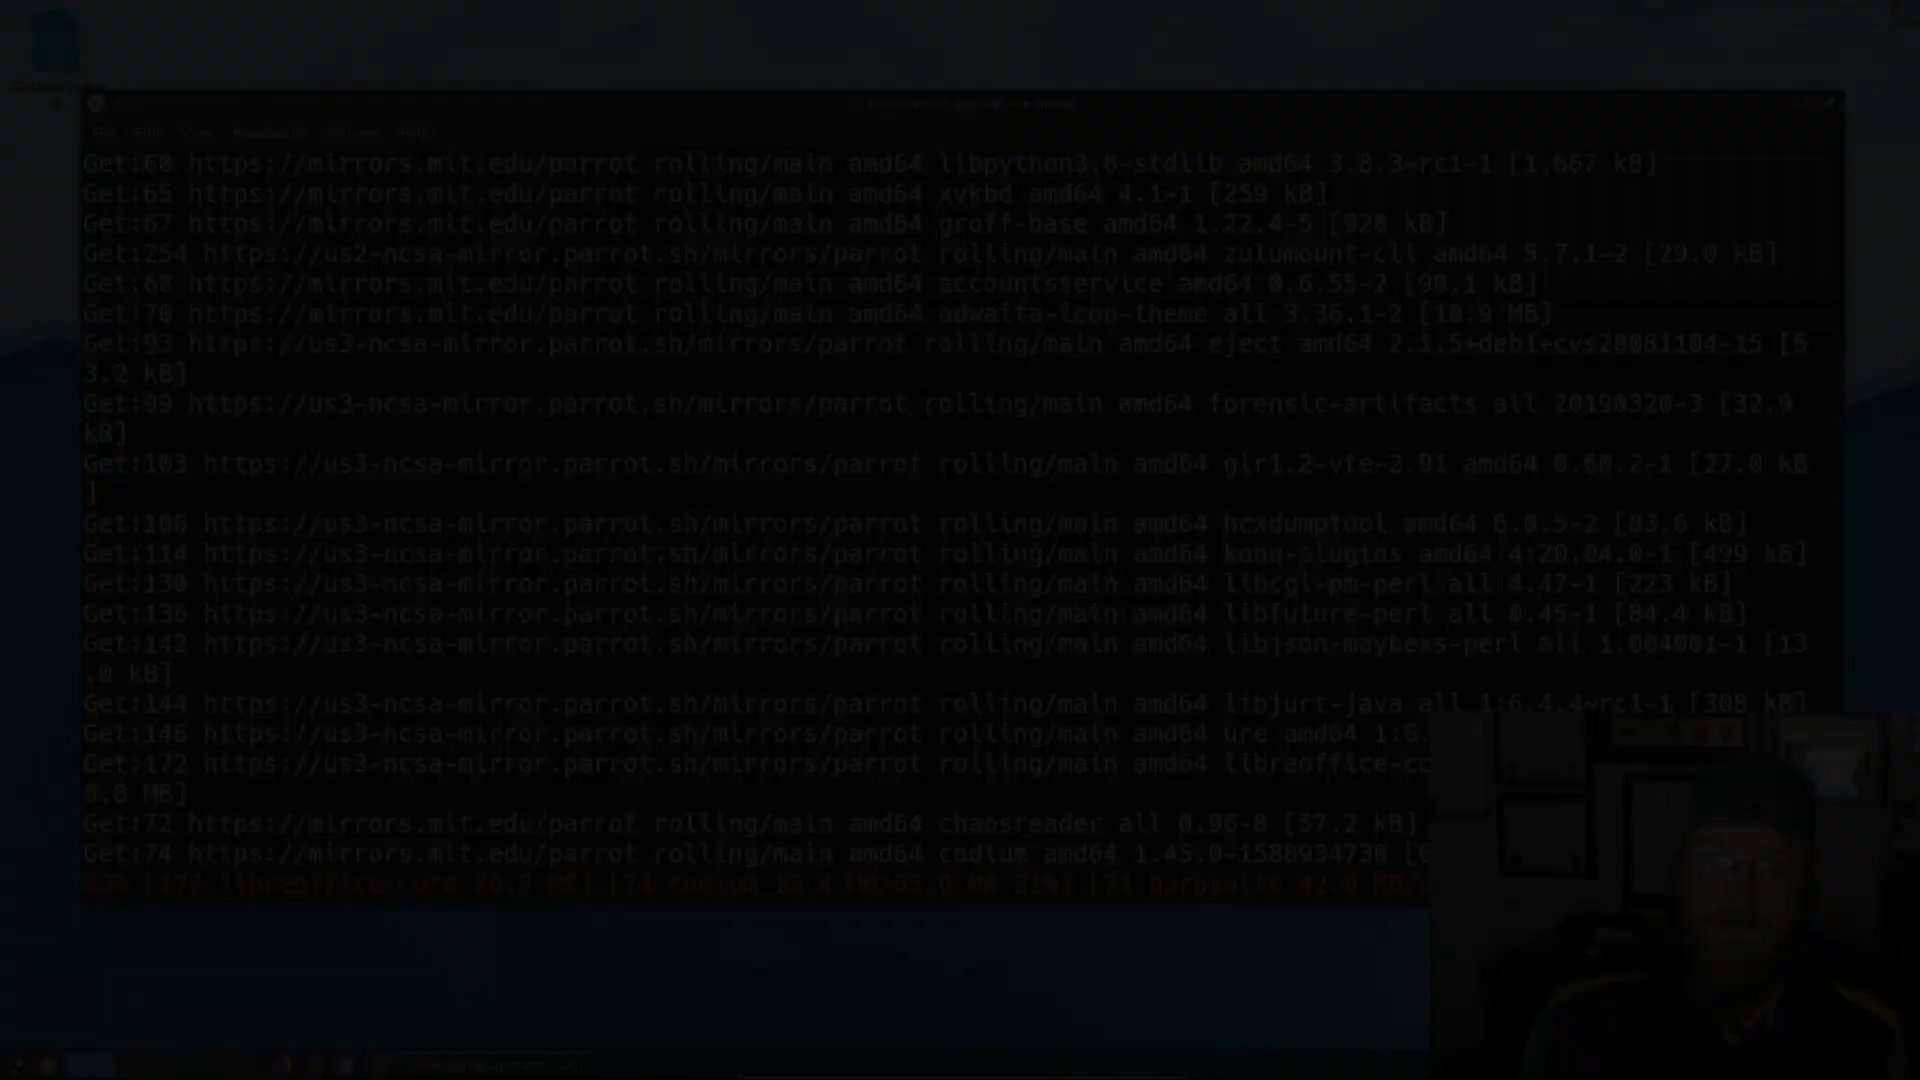 Get:60 https://mirrors.mit.edu/parrot rolling/main amd64 libpython3.8-stdlib amd64 3.8.3~rc1-1 [1,667 kB]
Get:65 https://mirrors.mit.edu/parrot rolling/main amd64 xvkbd amd64 4.1-1 [259 kB]
Get:67 https://mirrors.mit.edu/parrot rolling/main amd64 groff-base amd64 1.22.4-5 [920 kB]
Get:254 https://us2-ncsa-mirror.parrot.sh/mirrors/parrot rolling/main amd64 zulumount-cli amd64 5.7.1-2 [29.0 kB]
Get:68 https://mirrors.mit.edu/parrot rolling/main amd64 accountsservice amd64 0.6.55-2 [90.1 kB]
Get:70 https://mirrors.mit.edu/parrot rolling/main amd64 adwaita-icon-theme all 3.36.1-2 [10.9 MB]
Get:93 https://us3-ncsa-mirror.parrot.sh/mirrors/parrot rolling/main amd64 eject amd64 2.1.5+deb1+cvs20081104-15 [5
3.2 kB]
Get:99 https://us3-ncsa-mirror.parrot.sh/mirrors/parrot rolling/main amd64 forensic-artifacts all 20190320-3 [32.9
kB]
Get:103 https://us3-ncsa-mirror.parrot.sh/mirrors/parrot rolling/main amd64 gir1.2-vte-2.91 amd64 0.60.2-1 [27.0 kB
]
Get:106 https://us3-ncsa-mirror.parrot.sh/mirrors/parrot rolling/main amd64 hcxdumptool amd64 6.0.5-2 [83.6 kB]
Get:114 https://us3-ncsa-mirror.parrot.sh/mirrors/parrot rolling/main amd64 konq-plugins amd64 4:20.04.0-1 [499 kB]
Get:130 https://us3-ncsa-mirror.parrot.sh/mirrors/parrot rolling/main amd64 libcgi-pm-perl all 4.47-1 [223 kB]
Get:136 https://us3-ncsa-mirror.parrot.sh/mirrors/parrot rolling/main amd64 libfuture-perl all 0.45-1 [84.4 kB]
Get:142 https://us3-ncsa-mirror.parrot.sh/mirrors/parrot rolling/main amd64 libjson-maybexs-perl all 1.004001-1 [13
.0 kB]
Get:144 https://us3-ncsa-mirror.parrot.sh/mirrors/parrot rolling/main amd64 libjurt-java all 1:6.4.4~rc1-1 [308 kB]
Get:146 https://us3-ncsa-mirror.parrot.sh/mirrors/parrot rolling/main amd64 ure amd64 1:6.
Get:172 https://us3-ncsa-mirror.parrot.sh/mirrors/parrot rolling/main amd64 libreoffice-co
0.8 MB]
Get:72 https://mirrors.mit.edu/parrot rolling/main amd64 chaosreader all 0.96-8 [57.2 kB]
Get:74 https://mirrors.mit.edu/parrot rolling/main amd64 codium amd64 1.45.0-1588934730 [